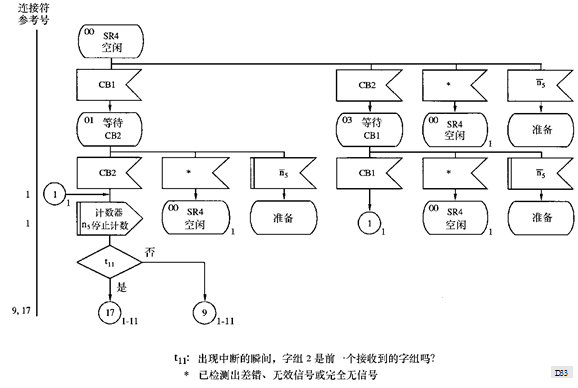 连接符
参考号
00 SR4
空闲
CB1
CB2
*
n̅₅
01 等待
CB2
03 等待
CB1
00 SR4
空闲
1
准备
CB2
*
n̅₅
CB1
*
n̅₅
1
1
1
计数器
n₅停止计数
00 SR4
空闲
1
准备
1
1
00 SR4
空闲
1
准备
1
t₁₁
否
是
9, 17
17
1-11
9
1-11
t₁₁: 出现中断的瞬间，字组 2 是前一个接收到的字组吗?
* 已检测出差错、无效信号或完全无信号
D83